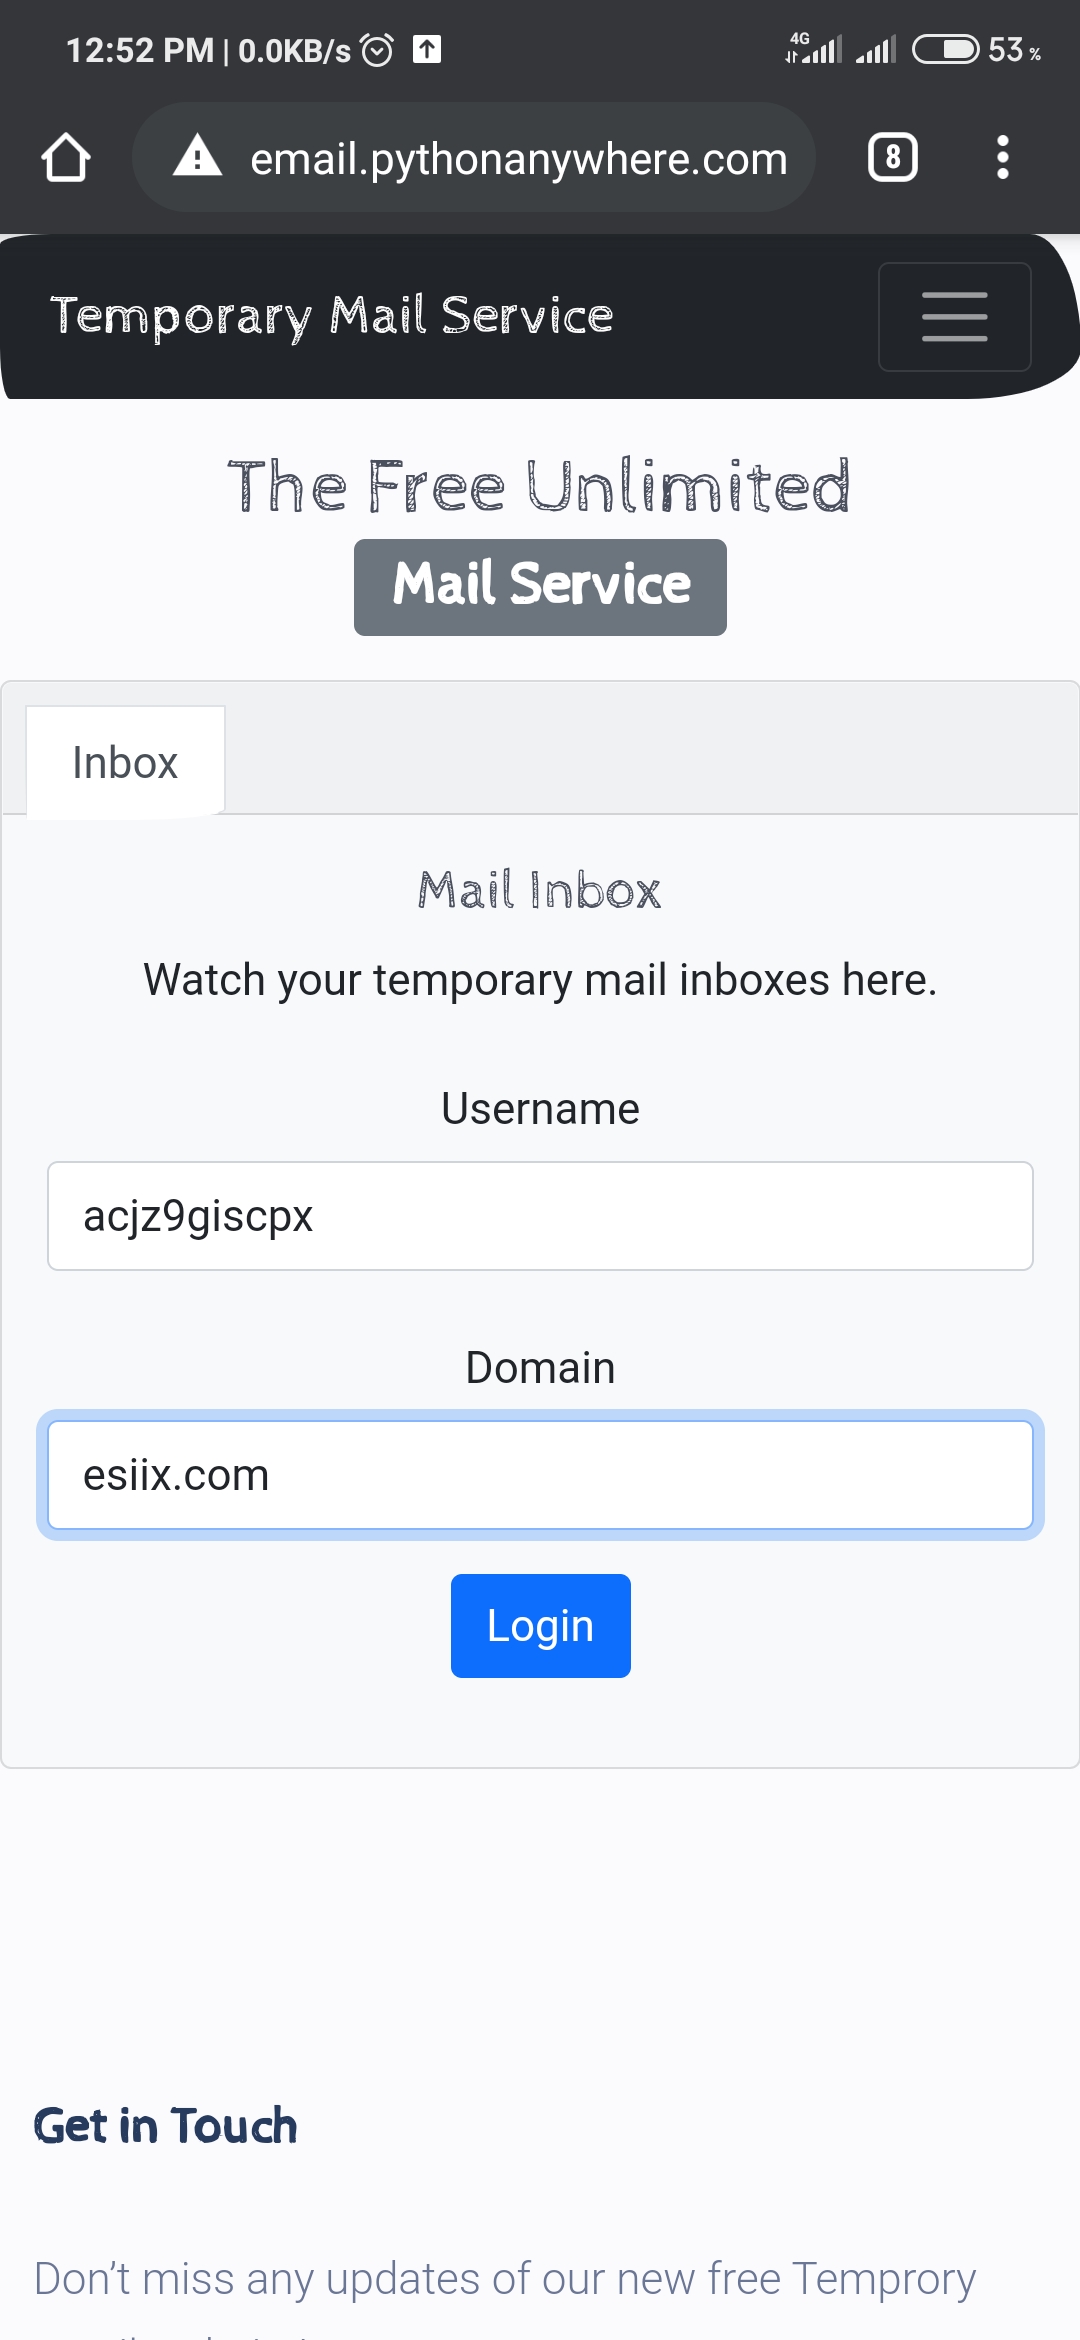 12:52 PM | 0.0KB/s 4G 53 %
email.pythonanywhere.com 8
Temporary Mail Service
The Free Unlimited
Mail Service
Inbox
Mail Inbox
Watch your temporary mail inboxes here.
Username
acjz9giscpx
Domain
esiix.com
Login
Get in Touch
Don’t miss any updates of our new free Temprory